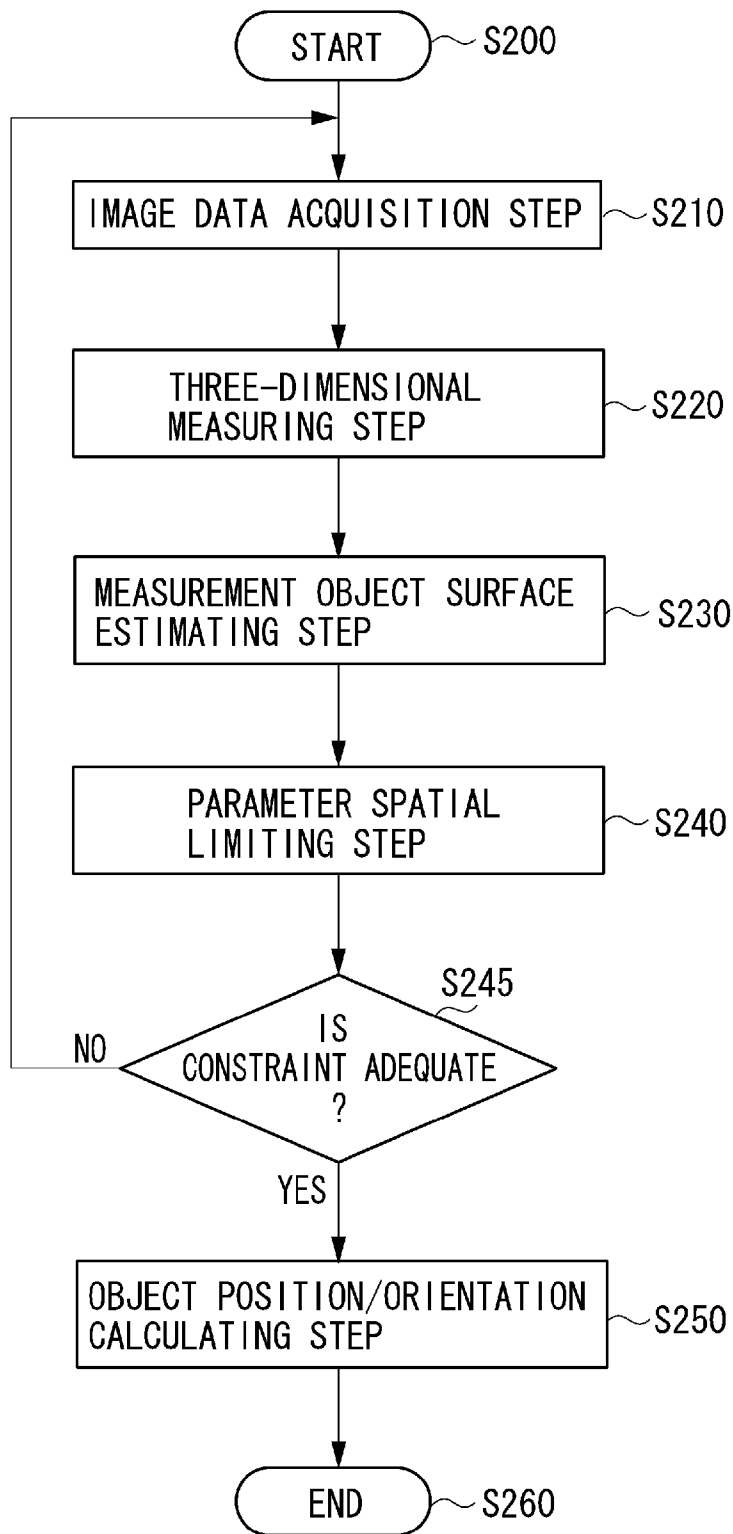 START
S200
IMAGE DATA ACQUISITION STEP
S210
THREE-DIMENSIONAL
MEASURING STEP
S220
MEASUREMENT OBJECT SURFACE
ESTIMATING STEP
S230
PARAMETER SPATIAL
LIMITING STEP
S240
S245
IS
CONSTRAINT ADEQUATE
?
NO
YES
OBJECT POSITION/ORIENTATION
CALCULATING STEP
S250
END
S260